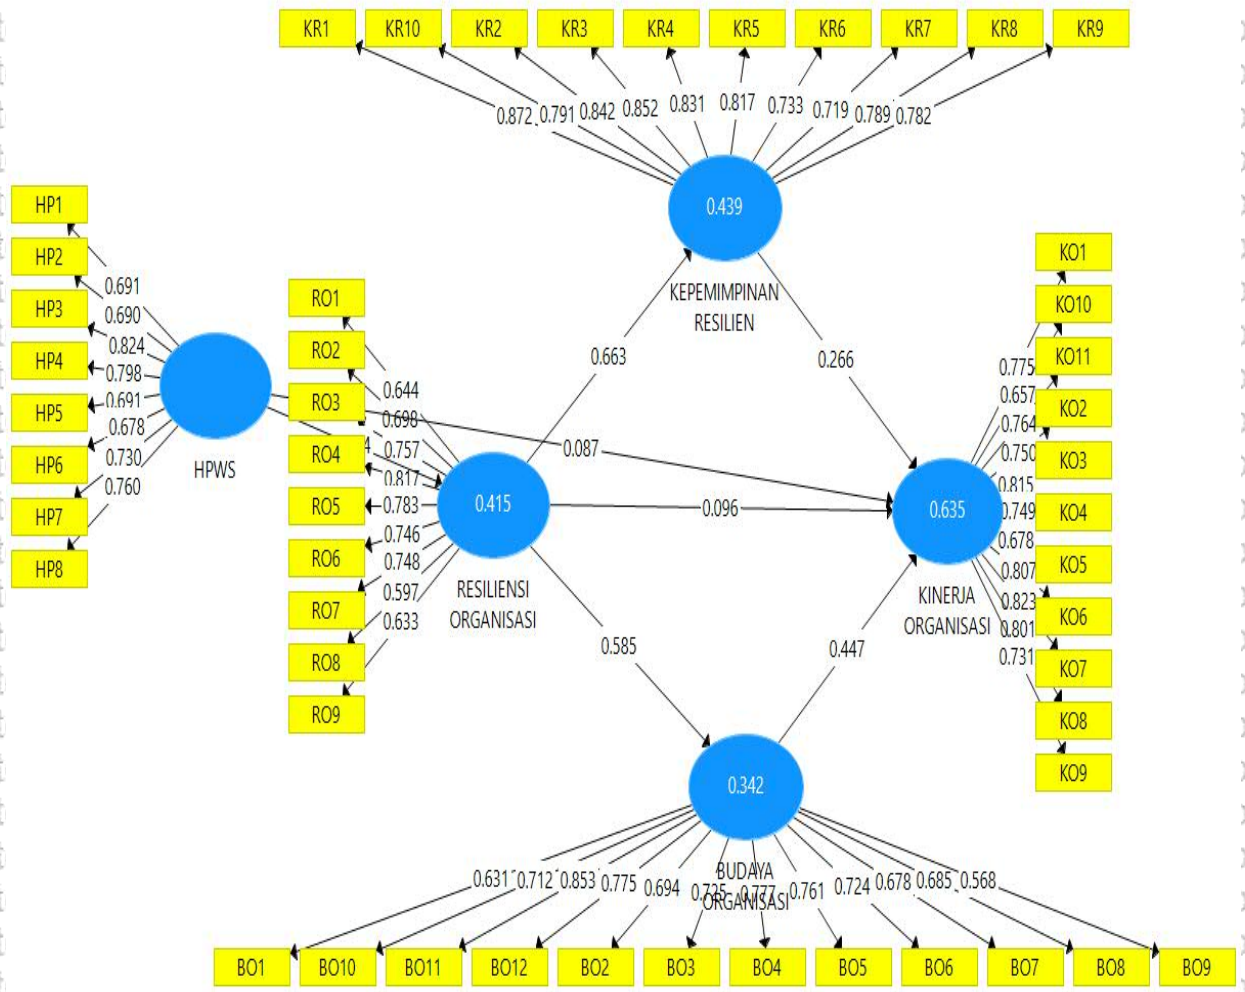 KR1 KR10 KR2 KR3 KR4 KR5 KR6 KR7 KR8 KR9
0.872 0.791 0.842 0.852 0.831 0.817 0.733 0.719 0.789 0.782
0.439
KEPEMIMPINAN
RESILIEN
HP1
HP2
HP3
HP4
HP5
HP6
HP7
HP8
0.691
0.690
0.824
0.798
0.691
0.678
0.730
0.760
HPWS
RO1
RO2
RO3
RO4
RO5
RO6
RO7
RO8
RO9
0.644
0.698
0.757
0.817
0.783
0.746
0.748
0.597
0.633
0.415
RESILIENSI
ORGANISASI
0.663
0.266
0.087
0.096
0.585
0.447
0.635
KINERJA
ORGANISASI
0.775
0.657
0.764
0.750
0.815
0.749
0.678
0.807
0.823
0.801
0.731
KO1
KO10
KO11
KO2
KO3
KO4
KO5
KO6
KO7
KO8
KO9
0.342
BUDAYA
ORGANISASI
0.631 0.712 0.853 0.775 0.694 0.725 0.777 0.761 0.724 0.678 0.685 0.568
BO1 BO10 BO11 BO12 BO2 BO3 BO4 BO5 BO6 BO7 BO8 BO9